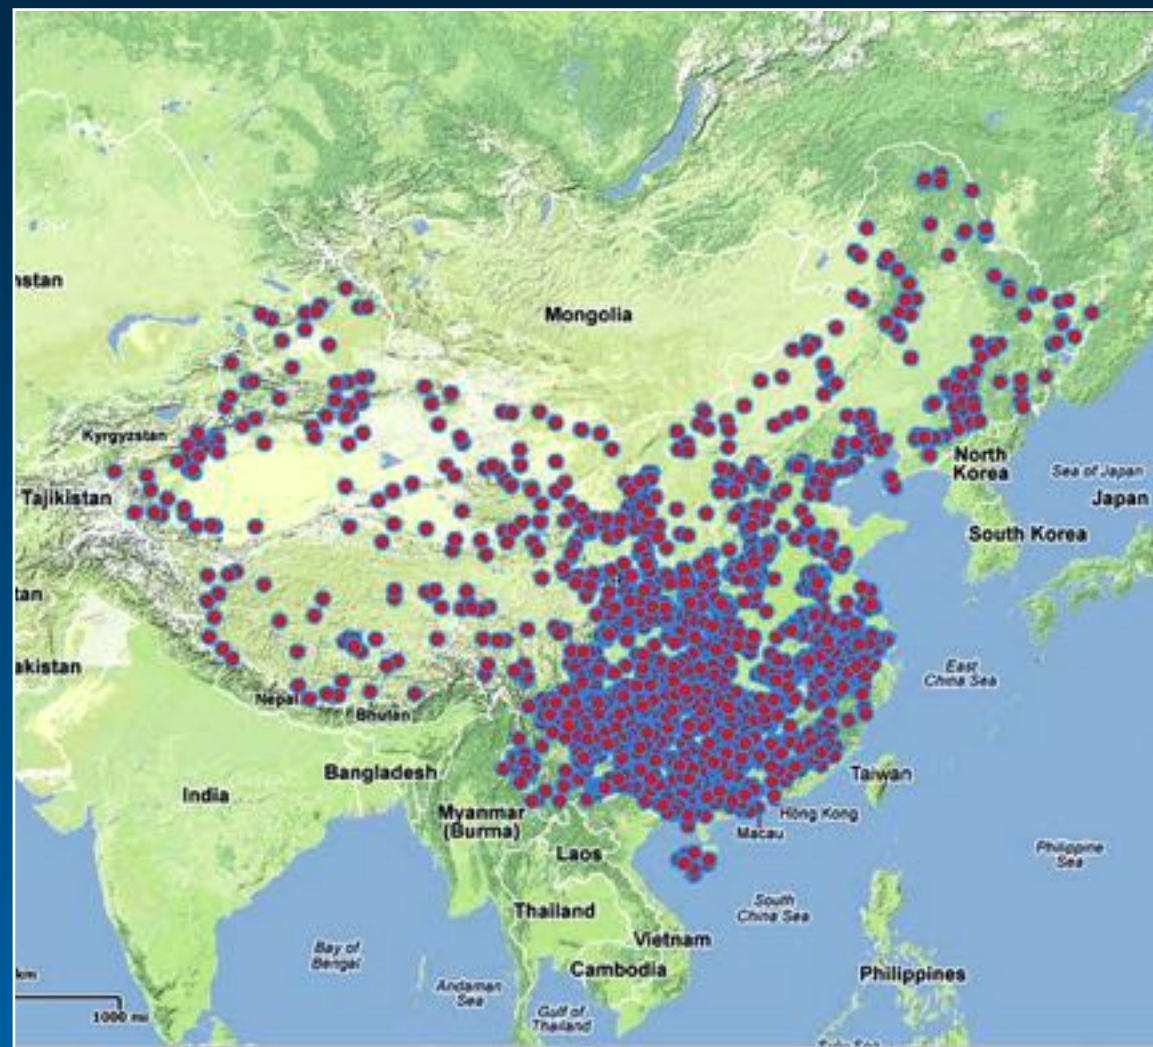 nstan
Mongolia
Kyrgyzstan
North
Korea
Sea of Japan
Tajikistan
Japan
South Korea
tan
akistan
East
China Sea
Nepal
Bhutan
Bangladesh
Taiwan
India
Myanmar
(Burma)
Hong Kong
Macau
Laos
Philippine
Sea
South
China Sea
Thailand
Vietnam
Bay of
Bengal
Cambodia
Philippines
km
Andaman
Sea
Gulf of
Thailand
1000 mi
Sulu Sea